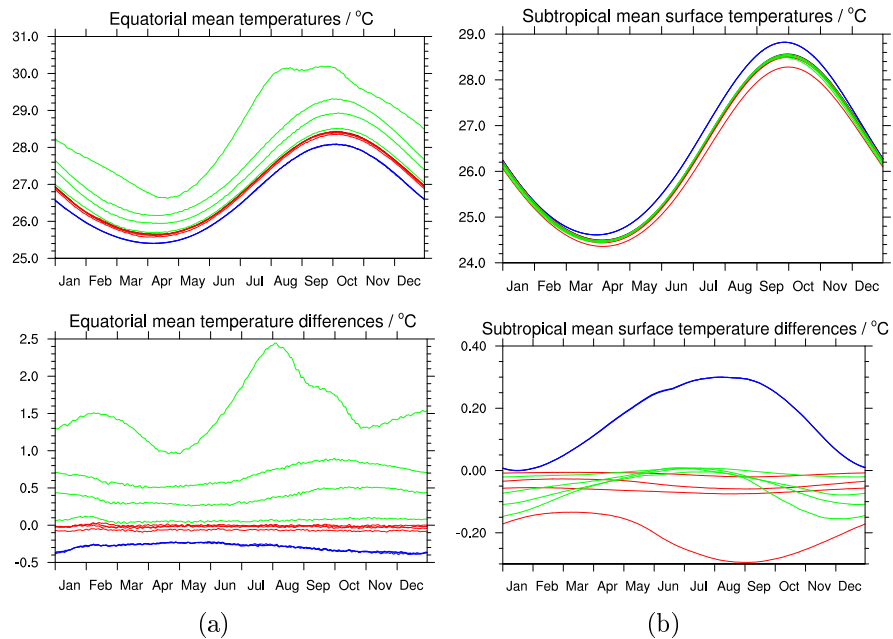 Equatorial mean temperatures / °C
31.0
30.0
29.0
28.0
27.0
26.0
25.0
Jan Feb Mar Apr May Jun Jul Aug Sep Oct Nov Dec
Subtropical mean surface temperatures / °C
29.0
28.0
27.0
26.0
25.0
24.0
Jan Feb Mar Apr May Jun Jul Aug Sep Oct Nov Dec
Equatorial mean temperature differences / °C
2.5
2.0
1.5
1.0
0.5
0.0
-0.5
Jan Feb Mar Apr May Jun Jul Aug Sep Oct Nov Dec
Subtropical mean surface temperature differences / °C
0.40
0.20
0.00
-0.20
Jan Feb Mar Apr May Jun Jul Aug Sep Oct Nov Dec
(a)
(b)